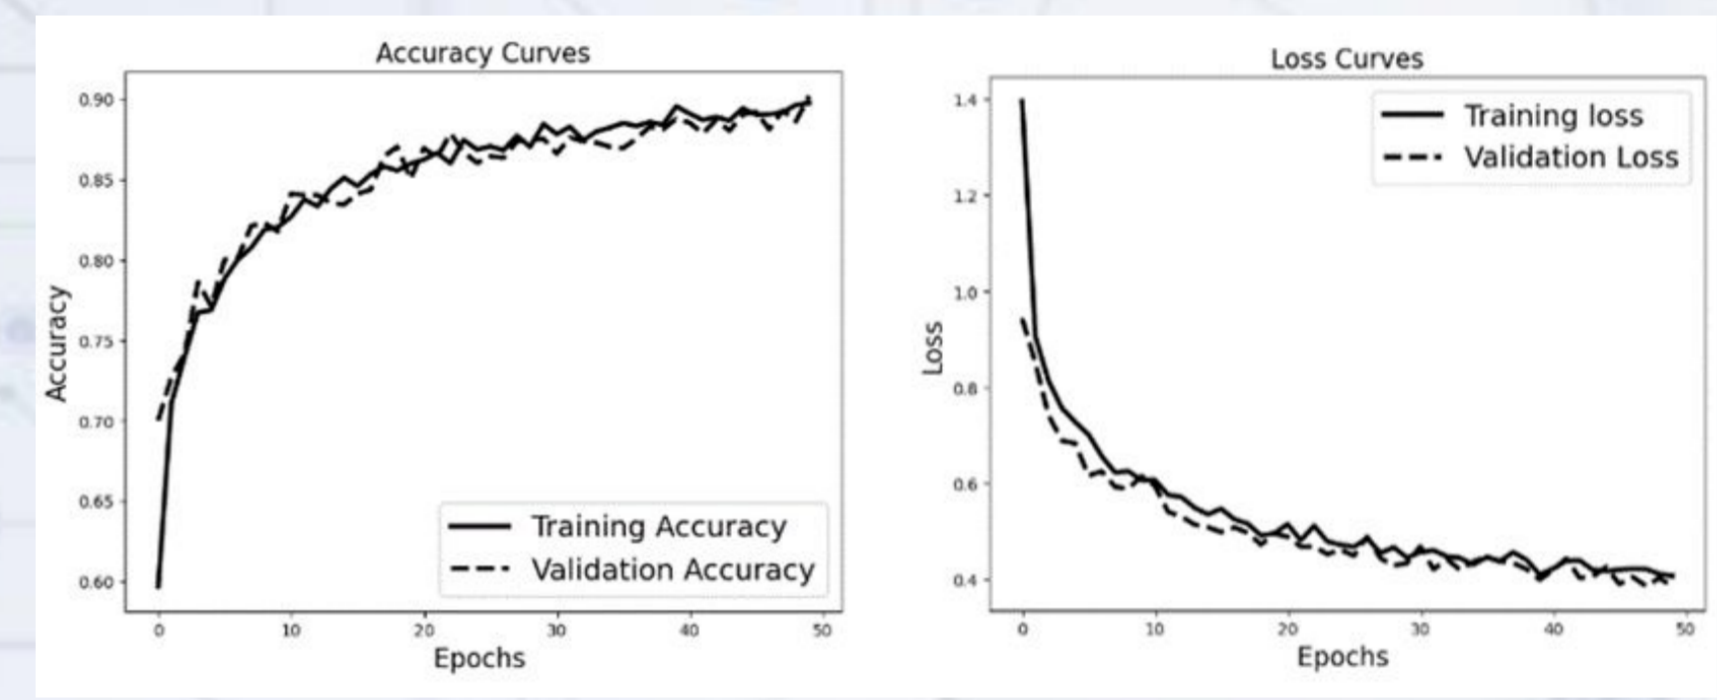 Accuracy Curves
0.90
0.85
0.80
0.75
0.70
0.65
0.60
Accuracy
Training Accuracy
Validation Accuracy
0 10 20 30 40 50
Epochs
Loss Curves
1.4
1.2
1.0
0.8
0.6
0.4
Loss
Training loss
Validation Loss
0 10 20 30 40 50
Epochs